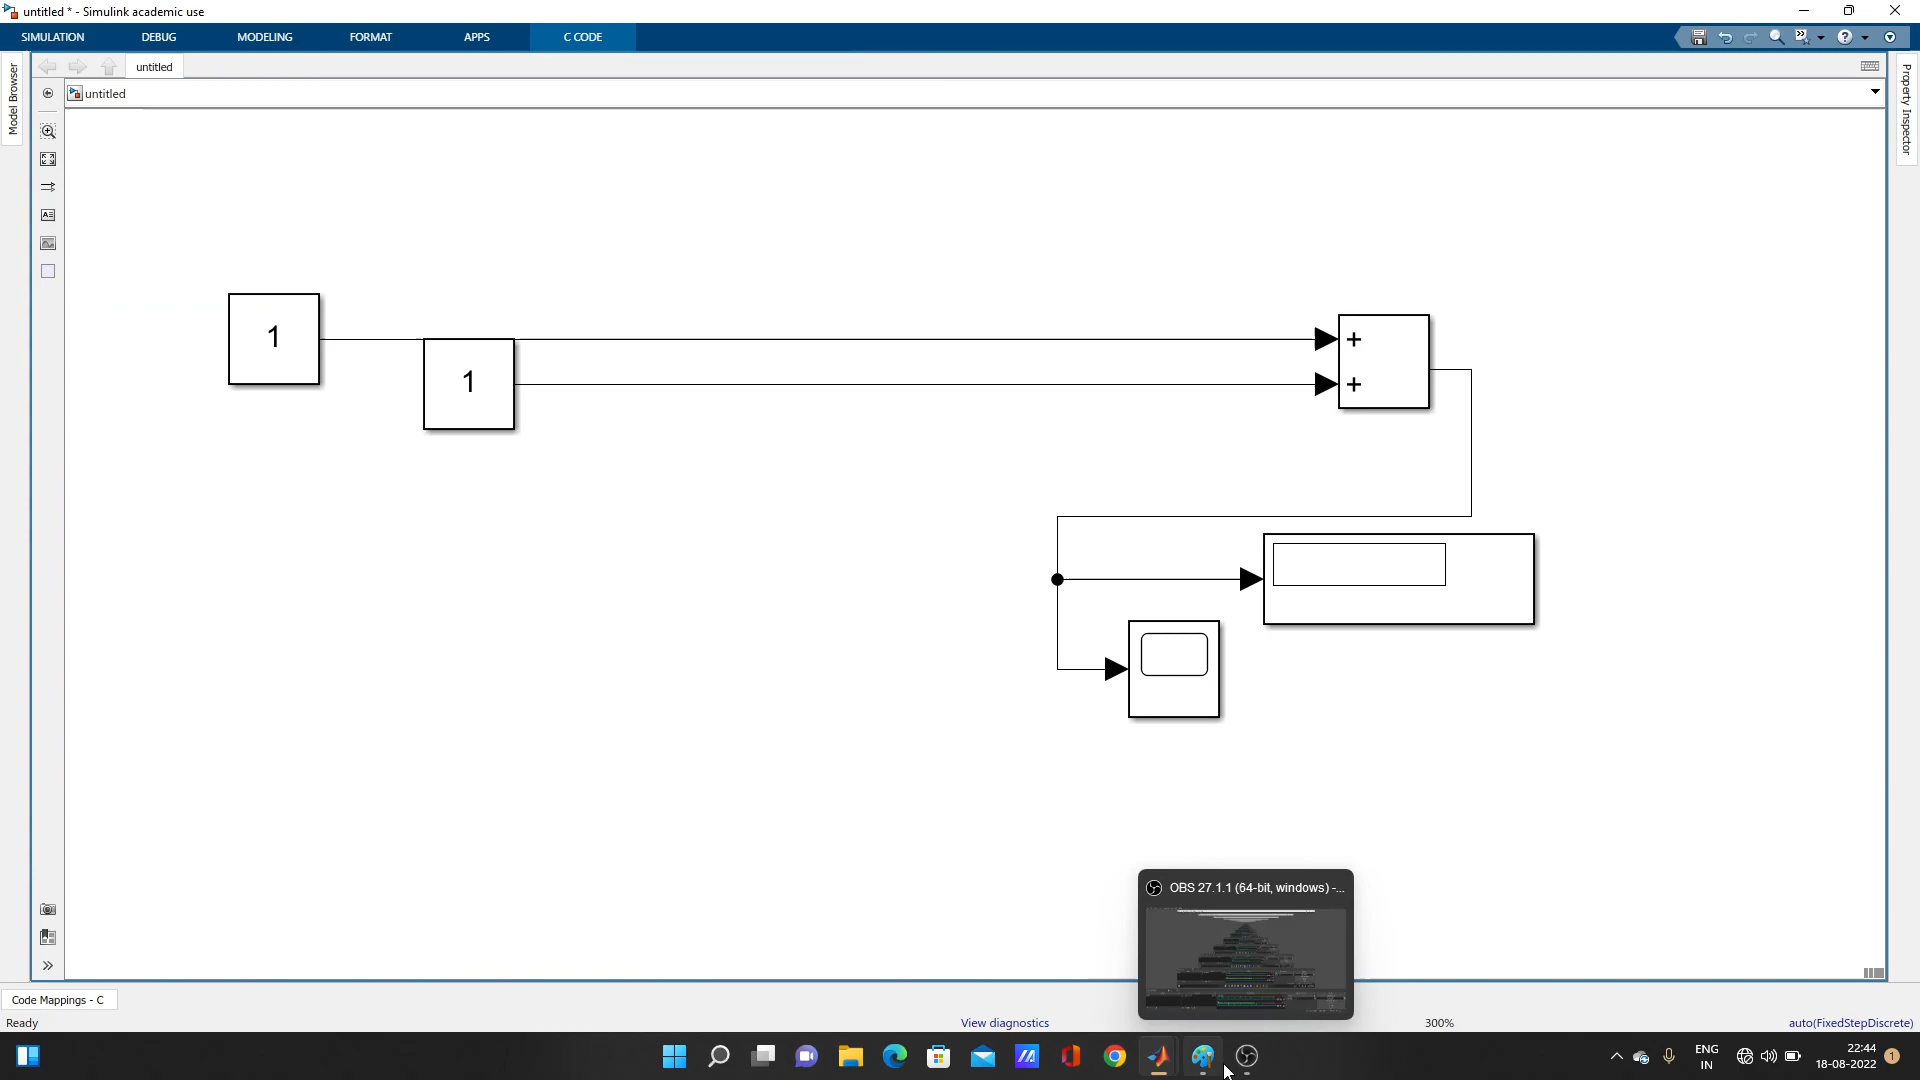 untitled * - Simulink academic use
SIMULATION DEBUG MODELING FORMAT APPS C CODE
untitled
untitled
Model Browser
Property Inspector
1
1
+
+
OBS 27.1.1 (64-bit, windows) -...
Code Mappings - C
Ready View diagnostics 300% auto(FixedStepDiscrete)
ENG
IN
22:44
18-08-2022
1